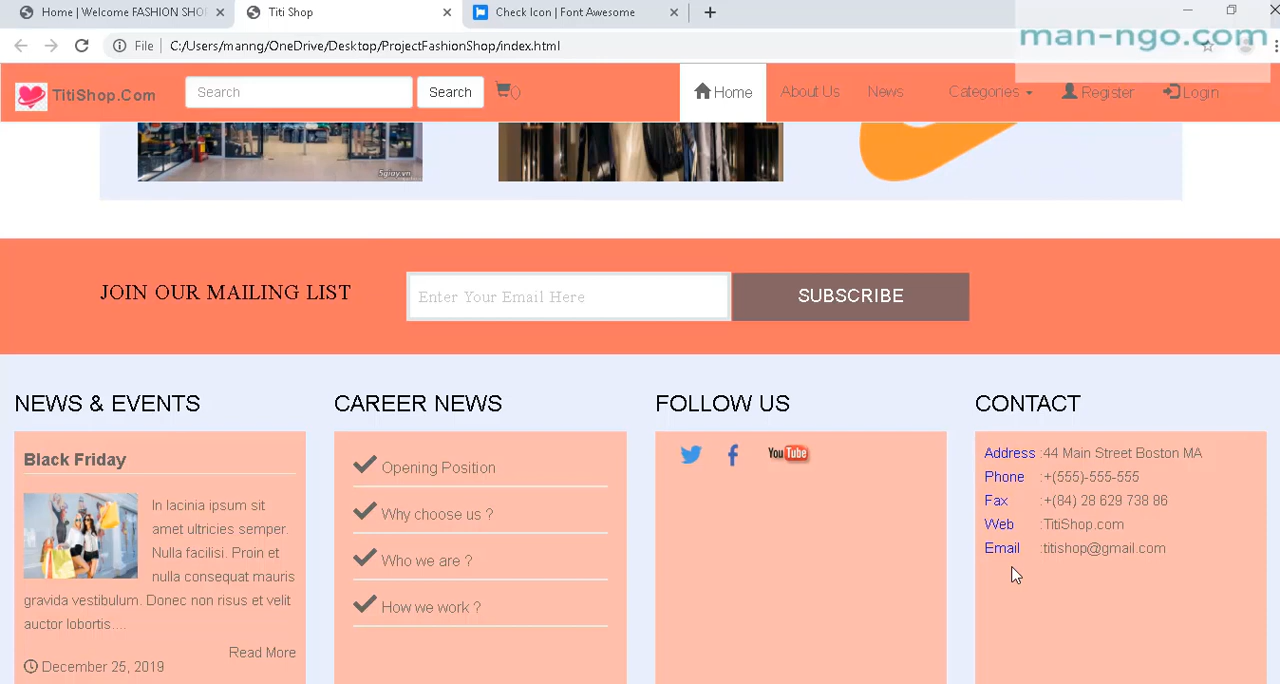 Home | Welcome FASHION SHO
Titi Shop
Check Icon | Font Awesome
File
C:/Users/manng/OneDrive/Desktop/ProjectFashionShop/index.html
man-ngo.com
TitiShop.Com
Search
Search
0
Home
About Us
News
Categories
Register
Login
5giay.vn
JOIN OUR MAILING LIST
Enter Your Email Here
SUBSCRIBE
NEWS & EVENTS
Black Friday
In lacinia ipsum sit
amet ultricies semper.
Nulla facilisi. Proin et
nulla consequat mauris
gravida vestibulum. Donec non risus et velit
auctor lobortis....
Read More
December 25, 2019
CAREER NEWS
Opening Position
Why choose us ?
Who we are ?
How we work ?
FOLLOW US
YouTube
CONTACT
Address :44 Main Street Boston MA
Phone :+(555)-555-555
Fax :+(84) 28 629 738 86
Web :TitiShop.com
Email :titishop@gmail.com